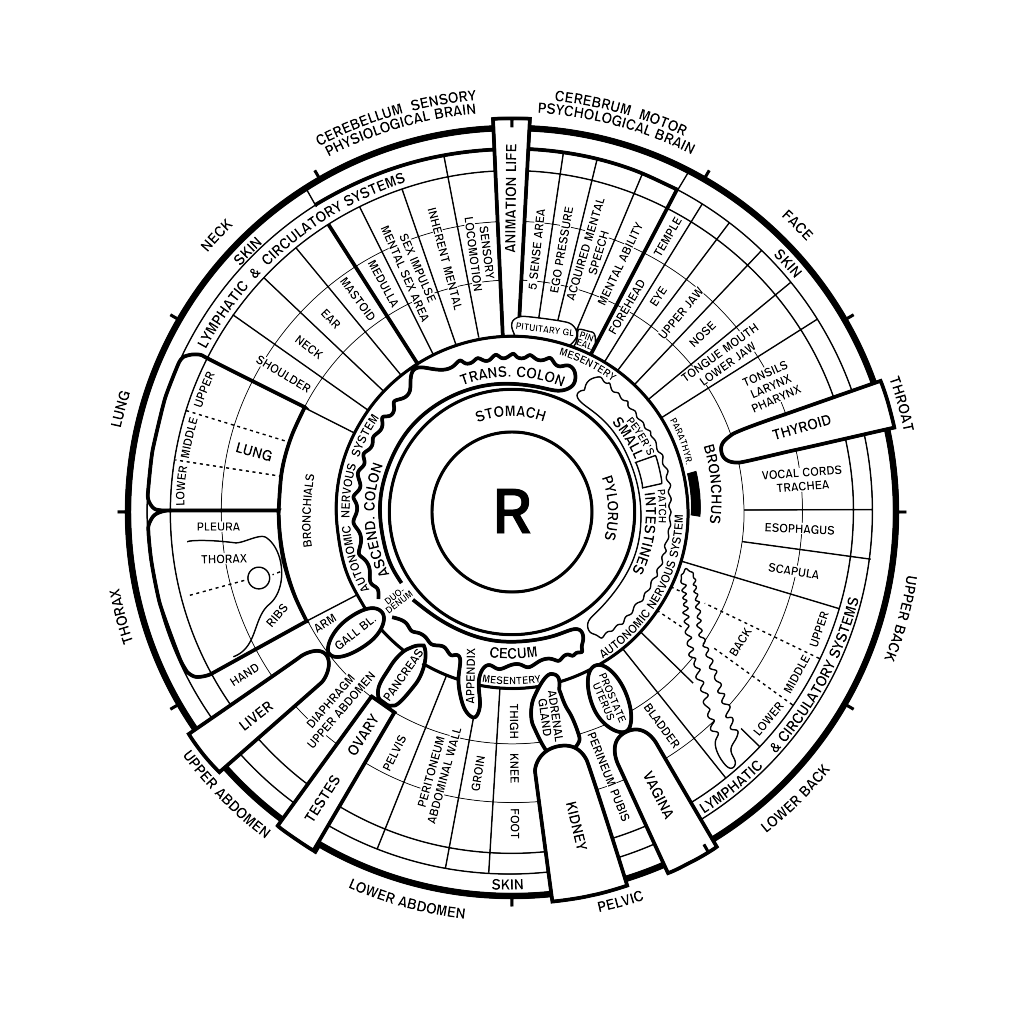 CEREBELLUM SENSORY
PHYSIOLOGICAL BRAIN
CEREBRUM MOTOR
PSYCHOLOGICAL BRAIN
FACE
THROAT
UPPER BACK
LOWER BACK
PELVIC
LOWER ABDOMEN
UPPER ABDOMEN
THORAX
LUNG
NECK
SKIN
LYMPHATIC & CIRCULATORY SYSTEMS
ANIMATION LIFE
5 SENSE AREA
EGO PRESSURE
ACQUIRED MENTAL
SPEECH
MENTAL ABILITY
FOREHEAD
TEMPLE
EYE
UPPER JAW
NOSE
TONGUE MOUTH
LOWER JAW
SKIN
TONSILS
LARYNX
PHARYNX
THYROID
VOCAL CORDS
TRACHEA
ESOPHAGUS
SCAPULA
BACK
UPPER
MIDDLE
LOWER
LYMPHATIC & CIRCULATORY SYSTEMS
BLADDER
VAGINA
PROSTATE
UTERUS
PERINEUM PUBIS
ADRENAL
GLAND
KIDNEY
THIGH
KNEE
FOOT
SKIN
GROIN
PERITONEUM
ABDOMINAL WALL
PELVIS
APPENDIX
PANCREAS
OVARY
TESTES
DIAPHRAGM
UPPER ABDOMEN
GALL BL.
LIVER
ARM
HAND
RIBS
THORAX
PLEURA
LUNG
UPPER
MIDDLE
LOWER
BRONCHIALS
SHOULDER
NECK
EAR
MASTOID
MEDULLA
MENTAL SEX AREA
SEX IMPULSE
INHERENT MENTAL
SENSORY
LOCOMOTION
PITUITARY GL.
PIN
EAL
MESENTERY
TRANS. COLON
STOMACH
R
PYLORUS
SMALL
INTESTINES
PEYER'S
PATCH
PARATHYR
BRONCHUS
AUTONOMIC NERVOUS SYSTEM
MESENTERY
CECUM
DUO-
DENUM
ASCEND. COLON
AUTONOMIC NERVOUS SYSTEM